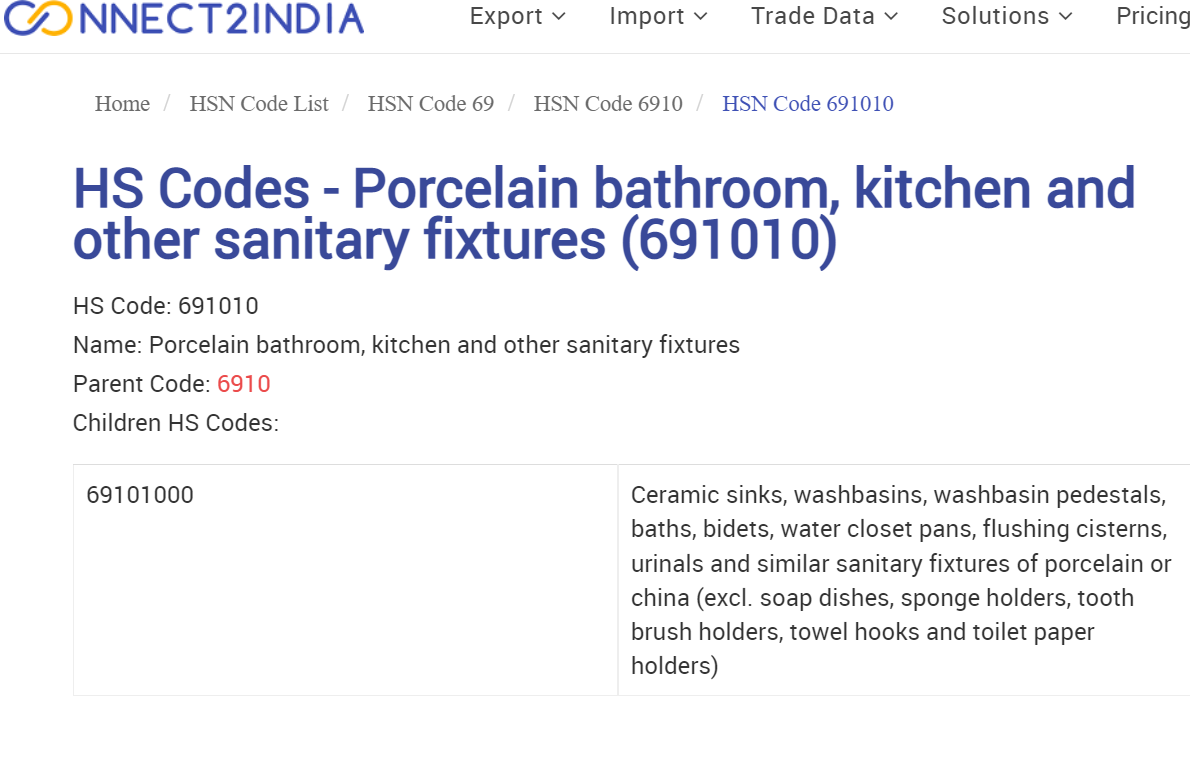 CONNECT2INDIA
Export
Import
Trade Data
Solutions
Pricing
Home / HSN Code List / HSN Code 69 / HSN Code 6910 / HSN Code 691010
HS Codes - Porcelain bathroom, kitchen and
other sanitary fixtures (691010)
HS Code: 691010
Name: Porcelain bathroom, kitchen and other sanitary fixtures
Parent Code: 6910
Children HS Codes:
69101000
Ceramic sinks, washbasins, washbasin pedestals,
baths, bidets, water closet pans, flushing cisterns,
urinals and similar sanitary fixtures of porcelain or
china (excl. soap dishes, sponge holders, tooth
brush holders, towel hooks and toilet paper
holders)